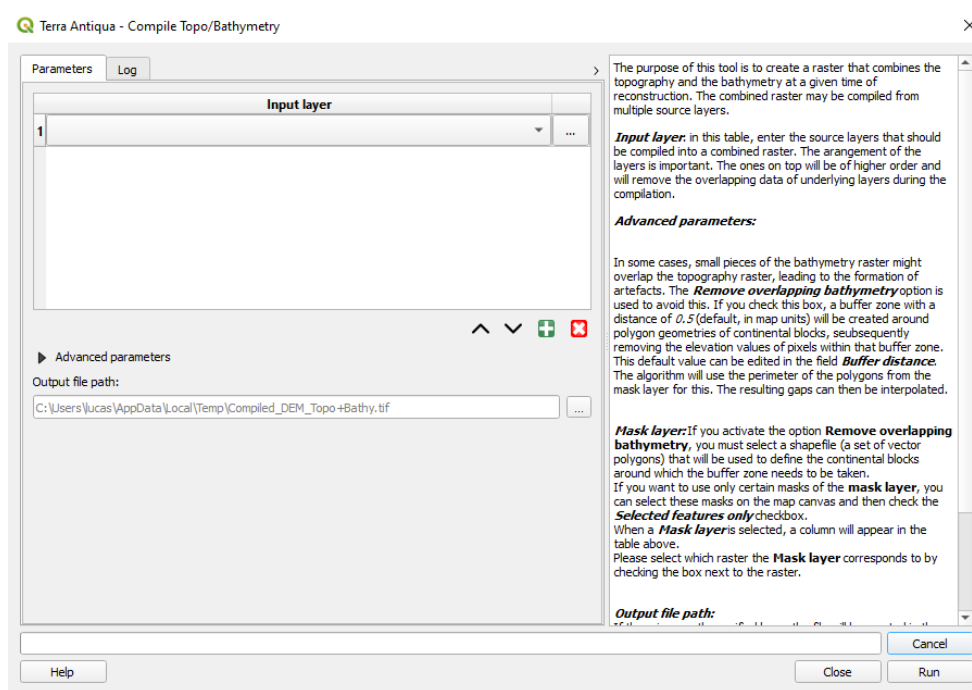 Terra Antiqua - Compile Topo/Bathymetry
Parameters
Log
Input layer
1
...
Advanced parameters
Output file path:
C:\Users\lucas\AppData\Local\Temp\Compiled_DEM_Topo+Bathy.tif
...
The purpose of this tool is to create a raster that combines the
topography and the bathymetry at a given time of
reconstruction. The combined raster may be compiled from
multiple source layers.
Input layer: in this table, enter the source layers that should
be compiled into a combined raster. The arangement of the
layers is important. The ones on top will be of higher order and
will remove the overlapping data of underlying layers during the
compilation.
Advanced parameters:
In some cases, small pieces of the bathymetry raster might
overlap the topography raster, leading to the formation of
artefacts. The Remove overlapping bathymetry option is
used to avoid this. If you check this box, a buffer zone with a
distance of 0.5 (default, in map units) will be created around
polygon geometries of continental blocks, seubsequently
removing the elevation values of pixels within that buffer zone.
This default value can be edited in the field Buffer distance.
The algorithm will use the perimeter of the polygons from the
mask layer for this. The resulting gaps can then be interpolated.
Mask layer: If you activate the option Remove overlapping
bathymetry, you must select a shapefile (a set of vector
polygons) that will be used to define the continental blocks
around which the buffer zone needs to be taken.
If you want to use only certain masks of the mask layer, you
can select these masks on the map canvas and then check the
Selected features only checkbox.
When a Mask layer is selected, a column will appear in the
table above.
Please select which raster the Mask layer corresponds to by
checking the box next to the raster.
Output file path:
Cancel
Help
Close
Run